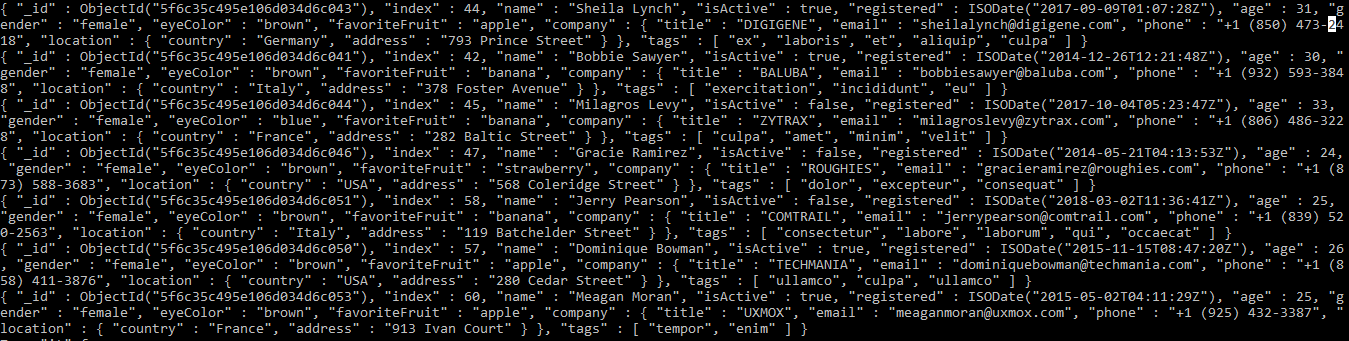 { "_id" : ObjectId("5f6c35c495e106d034d6c043"), "index" : 44, "name" : "Sheila Lynch", "isActive" : true, "registered" : ISODate("2017-09-09T01:07:28Z"), "age" : 31, "g
ender" : "female", "eyeColor" : "brown", "favoriteFruit" : "apple", "company" : { "title" : "DIGIGENE", "email" : "sheilalynch@digigene.com", "phone" : "+1 (850) 473-24
18", "location" : { "country" : "Germany", "address" : "793 Prince Street" } }, "tags" : [ "ex", "laboris", "et", "aliquip", "culpa" ] }
{ "_id" : ObjectId("5f6c35c495e106d034d6c041"), "index" : 42, "name" : "Bobbie Sawyer", "isActive" : true, "registered" : ISODate("2014-12-26T12:21:48Z"), "age" : 30, "
gender" : "female", "eyeColor" : "brown", "favoriteFruit" : "banana", "company" : { "title" : "BALUBA", "email" : "bobbiesawyer@baluba.com", "phone" : "+1 (932) 593-384
8", "location" : { "country" : "Italy", "address" : "378 Foster Avenue" } }, "tags" : [ "exercitation", "incididunt", "eu" ] }
{ "_id" : ObjectId("5f6c35c495e106d034d6c044"), "index" : 45, "name" : "Milagros Levy", "isActive" : false, "registered" : ISODate("2017-10-04T05:23:47Z"), "age" : 33,
"gender" : "female", "eyeColor" : "blue", "favoriteFruit" : "banana", "company" : { "title" : "ZYTRAX", "email" : "milagroslevy@zytrax.com", "phone" : "+1 (806) 486-322
8", "location" : { "country" : "France", "address" : "282 Baltic Street" } }, "tags" : [ "culpa", "amet", "minim", "velit" ] }
{ "_id" : ObjectId("5f6c35c495e106d034d6c046"), "index" : 47, "name" : "Gracie Ramirez", "isActive" : false, "registered" : ISODate("2014-05-21T04:13:53Z"), "age" : 24,
"gender" : "female", "eyeColor" : "brown", "favoriteFruit" : "strawberry", "company" : { "title" : "ROUGHIES", "email" : "gracieramirez@roughies.com", "phone" : "+1 (8
73) 588-3683", "location" : { "country" : "USA", "address" : "568 Coleridge Street" } }, "tags" : [ "dolor", "excepteur", "consequat" ] }
{ "_id" : ObjectId("5f6c35c495e106d034d6c051"), "index" : 58, "name" : "Jerry Pearson", "isActive" : false, "registered" : ISODate("2018-03-02T11:36:41Z"), "age" : 25,
"gender" : "female", "eyeColor" : "brown", "favoriteFruit" : "banana", "company" : { "title" : "COMTRAIL", "email" : "jerrypearson@comtrail.com", "phone" : "+1 (839) 52
0-2563", "location" : { "country" : "Italy", "address" : "119 Batchelder Street" } }, "tags" : [ "consectetur", "labore", "laborum", "qui", "occaecat" ] }
{ "_id" : ObjectId("5f6c35c495e106d034d6c050"), "index" : 57, "name" : "Dominique Bowman", "isActive" : true, "registered" : ISODate("2015-11-15T08:47:20Z"), "age" : 26
, "gender" : "female", "eyeColor" : "brown", "favoriteFruit" : "apple", "company" : { "title" : "TECHMANIA", "email" : "dominiquebowman@techmania.com", "phone" : "+1 (8
58) 411-3876", "location" : { "country" : "USA", "address" : "280 Cedar Street" } }, "tags" : [ "ullamco", "culpa", "ullamco" ] }
{ "_id" : ObjectId("5f6c35c495e106d034d6c053"), "index" : 60, "name" : "Meagan Moran", "isActive" : true, "registered" : ISODate("2015-05-02T04:11:29Z"), "age" : 25, "g
ender" : "female", "eyeColor" : "brown", "favoriteFruit" : "apple", "company" : { "title" : "UXMOX", "email" : "meaganmoran@uxmox.com", "phone" : "+1 (925) 432-3387", "
location" : { "country" : "France", "address" : "913 Ivan Court" } }, "tags" : [ "tempor", "enim" ] }